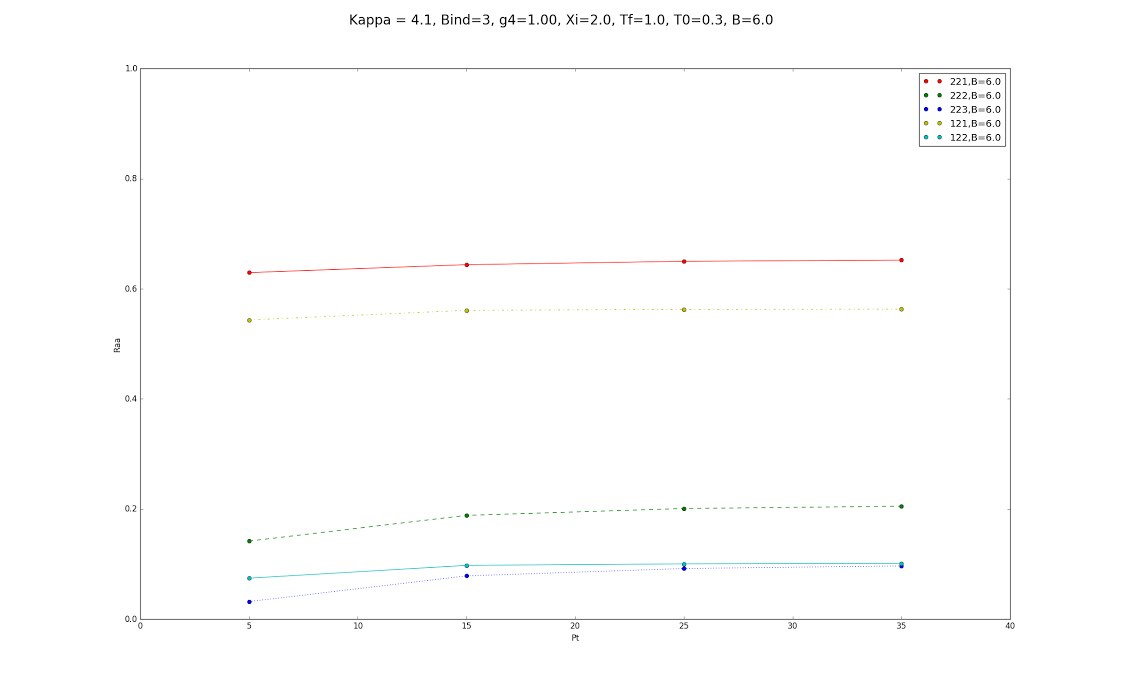 Kappa = 4.1, Bind=3, g4=1.00, Xi=2.0, Tf=1.0, T0=0.3, B=6.0
1.0
0.8
0.6
0.4
0.2
0.0
Raa
221,B=6.0
222,B=6.0
223,B=6.0
121,B=6.0
122,B=6.0
0 5 10 15 20 25 30 35 40
Pt